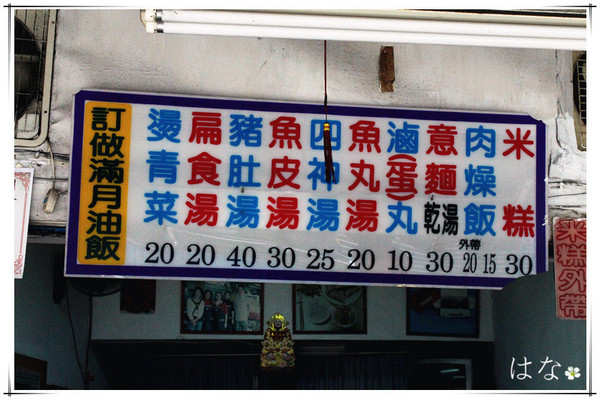 米糕 30
肉燥飯 外帶 20 15
意麵 乾湯 30
滷(蛋)丸 10
魚丸湯 20
四神湯 25
魚皮湯 30
豬肚湯 40
扁食湯 20
燙青菜 20
訂做滿月油飯
米糕外帶
はな